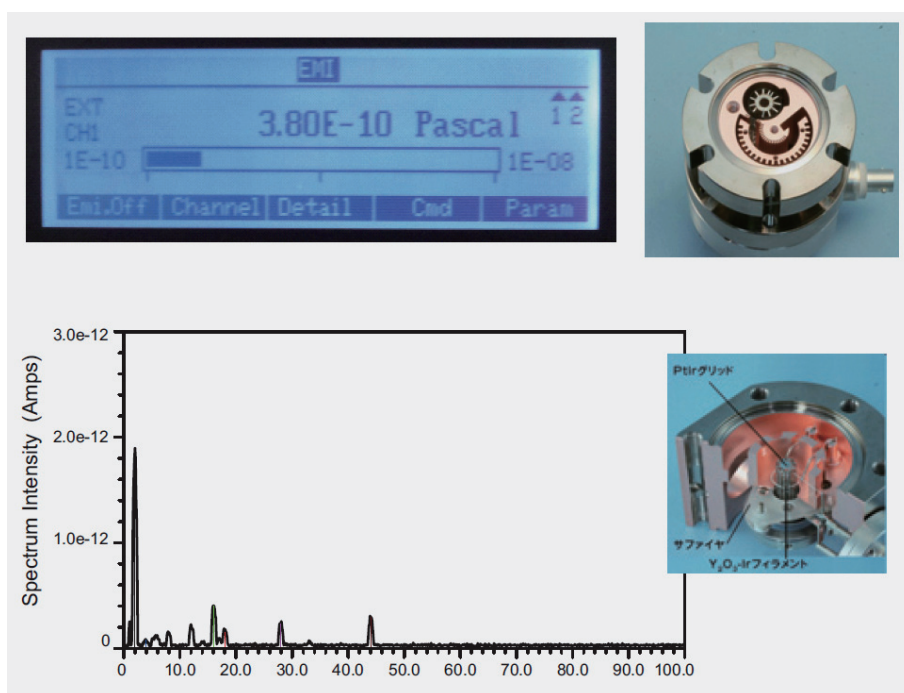 EMI
EXT
CH1
3.80E-10 Pascal
1 2
1E-10
1E-08
Emi.Off
Channel
Detail
Cmd
Param
3.0e-12
2.0e-12
1.0e-12
0
Spectrum Intensity (Amps)
0 10.0 20.0 30.0 40.0 50.0 60.0 70.0 80.0 90.0 100.0
PtIrグリッド
サファイヤ
Y₂O₃-Irフィラメント